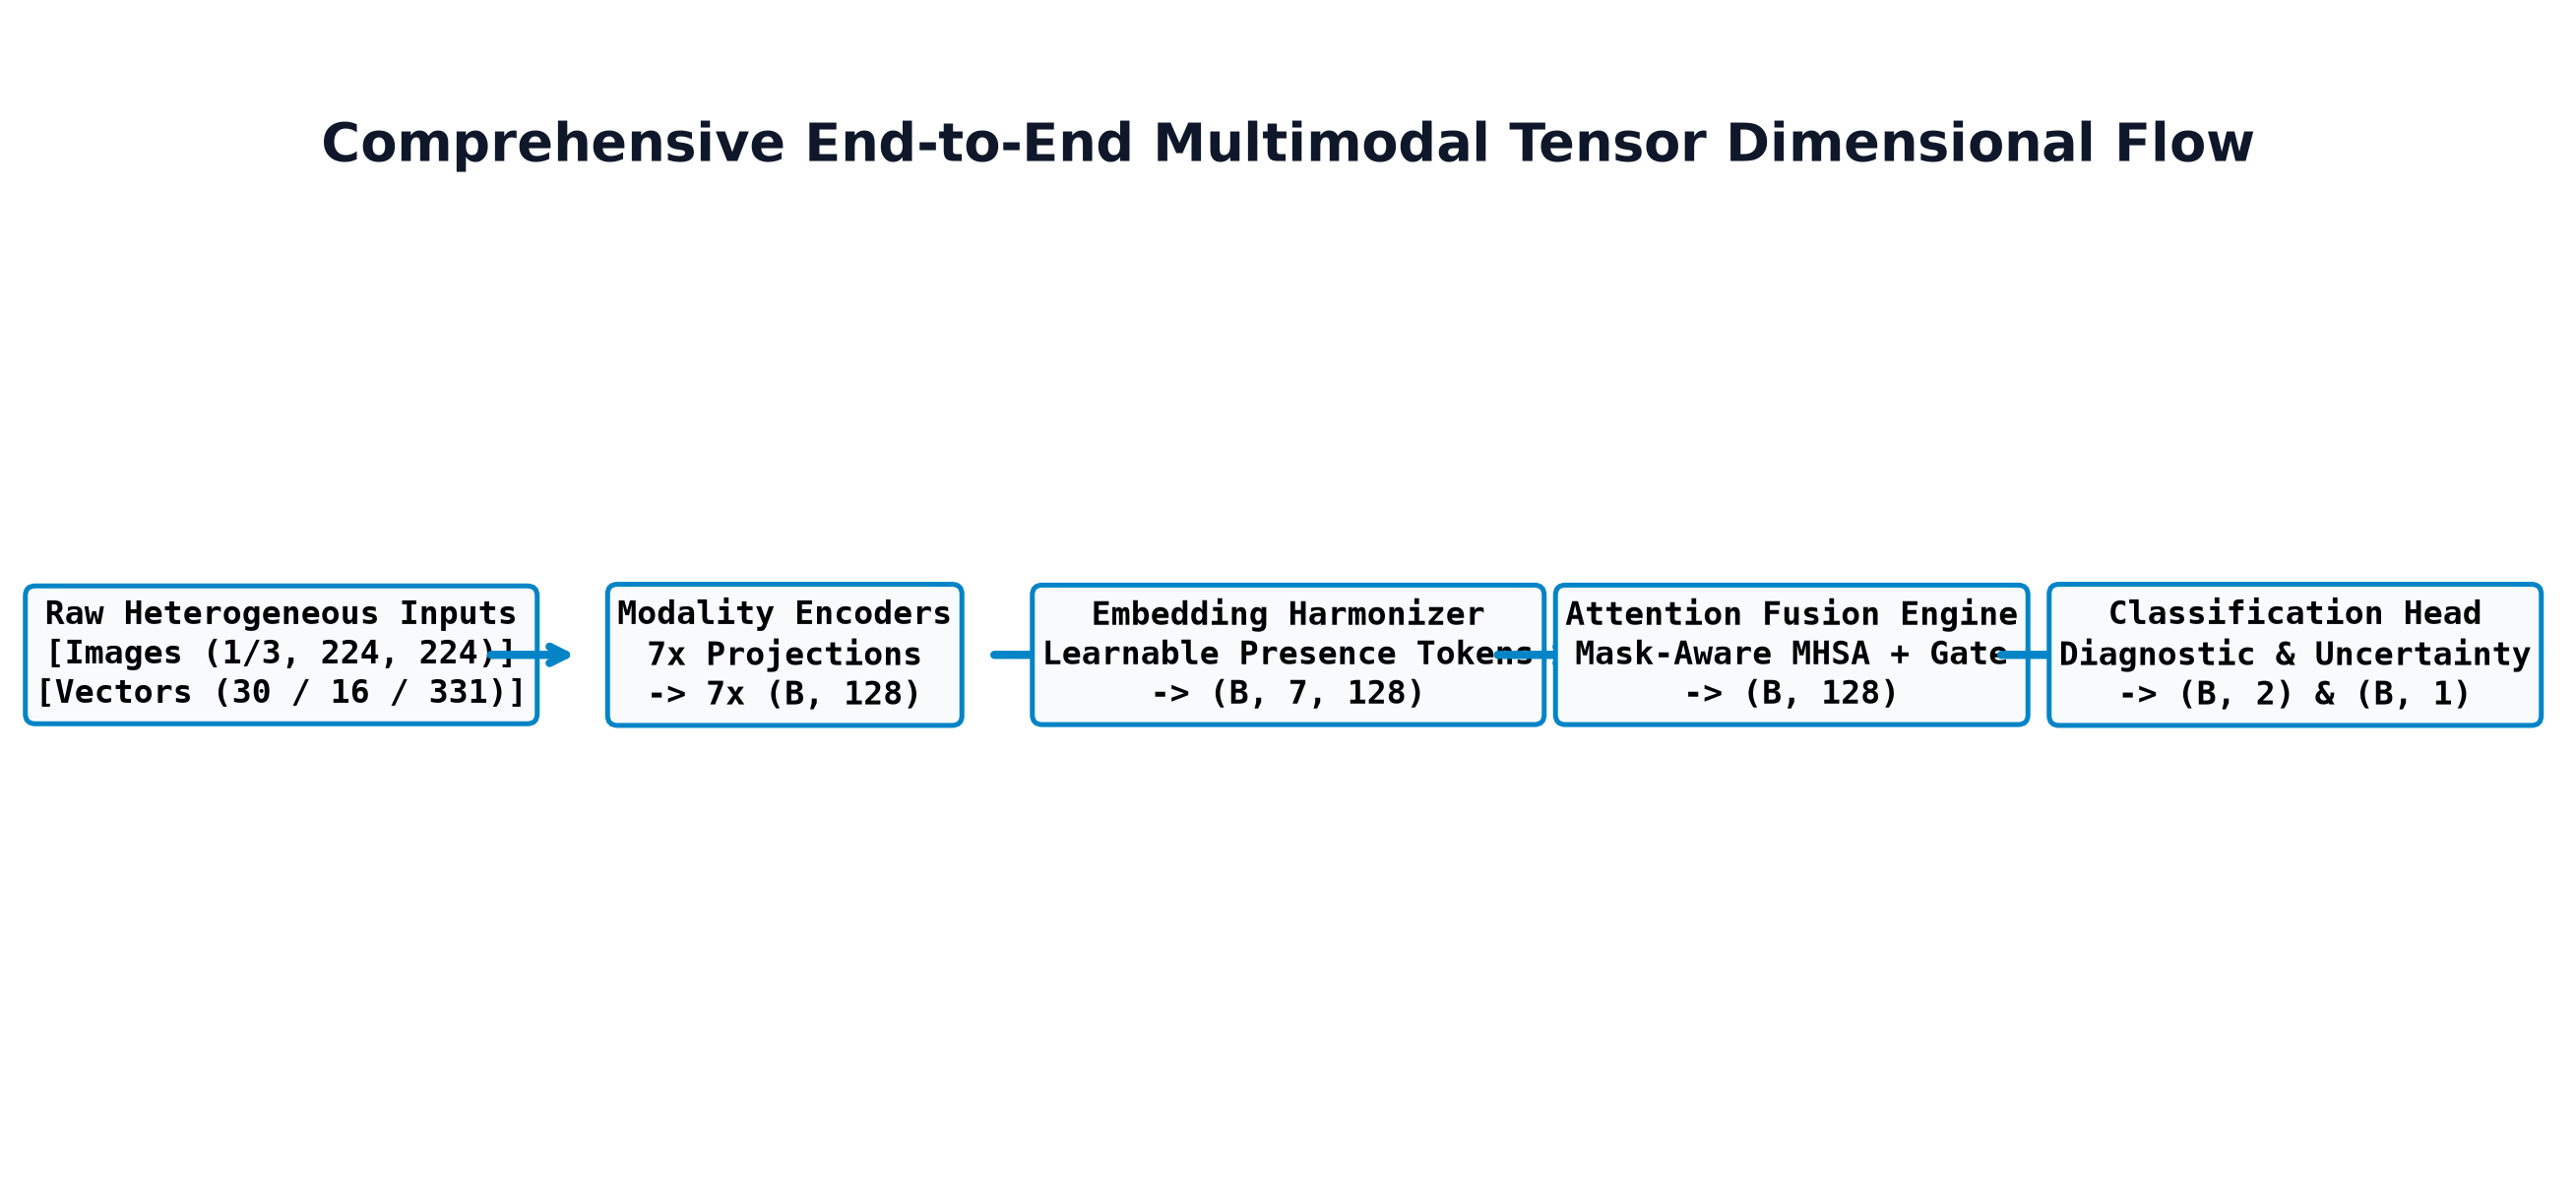 Comprehensive End-to-End Multimodal Tensor Dimensional Flow
Raw Heterogeneous Inputs
[Images (1/3, 224, 224)]
[Vectors (30 / 16 / 331)]
Modality Encoders
7x Projections
-> 7x (B, 128)
Embedding Harmonizer
Learnable Presence Tokens
-> (B, 7, 128)
Attention Fusion Engine
Mask-Aware MHSA + Gate
-> (B, 128)
Classification Head
Diagnostic & Uncertainty
-> (B, 2) & (B, 1)